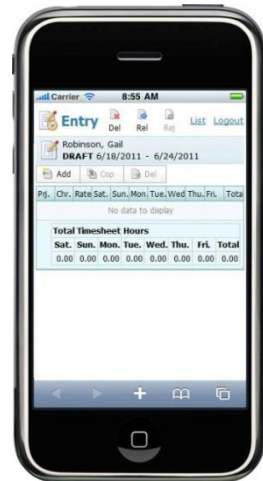 Carrier 8:55 AM
Entry Del Rel Rej List Logout
Robinson, Gail
DRAFT 6/18/2011 - 6/24/2011
Add Cop Del
Prj. Chr. Rate Sat. Sun. Mon. Tue. Wed Thu. Fri. Tota
No data to display
Total Timesheet Hours
Sat. Sun. Mon. Tue. Wed. Thu. Fri. Total
0.00 0.00 0.00 0.00 0.00 0.00 0.00 0.00